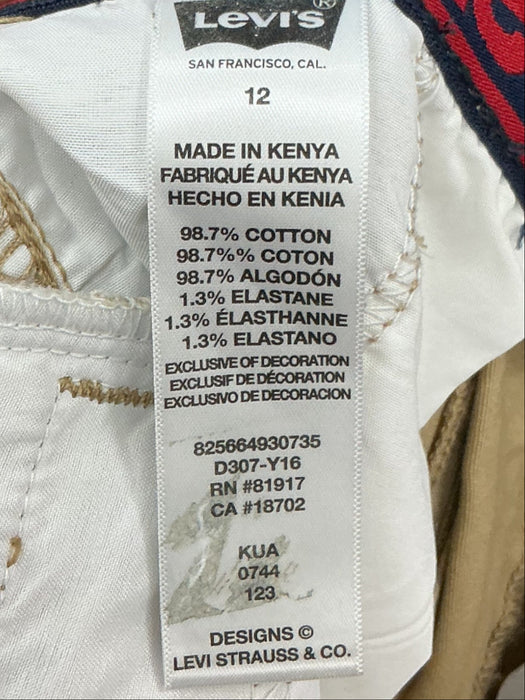 Levi's®
SAN FRANCISCO, CAL.
12
MADE IN KENYA
FABRIQUÉ AU KENYA
HECHO EN KENIA
98.7% COTTON
98.7%% COTON
98.7% ALGODÓN
1.3% ELASTANE
1.3% ÉLASTHANNE
1.3% ELASTANO
EXCLUSIVE OF DECORATION
EXCLUSIF DE DÉCORATION
EXCLUSIVO DE DECORACION
825664930735
D307-Y16
RN #81917
CA #18702
KUA
0744
123
DESIGNS ©
LEVI STRAUSS & CO.